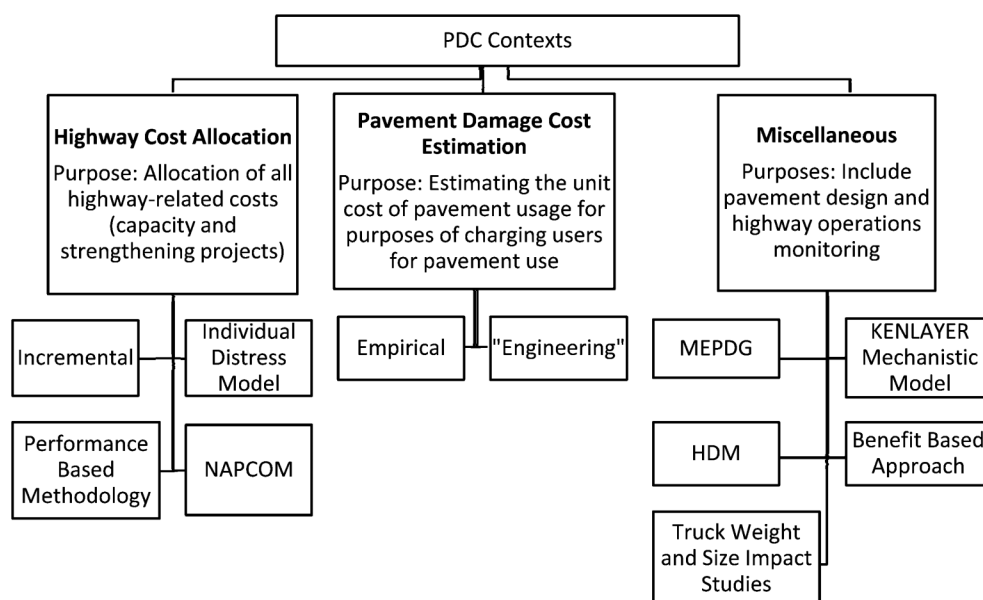 PDC Contexts
Highway Cost Allocation
Purpose: Allocation of all
highway-related costs
(capacity and
strengthening projects)
Pavement Damage Cost
Estimation
Purpose: Estimating the unit
cost of pavement usage for
purposes of charging users
for pavement use
Miscellaneous
Purposes: Include
pavement design and
highway operations
monitoring
Incremental
Individual
Distress
Model
Performance
Based
Methodology
NAPCOM
Empirical
"Engineering"
MEPDG
KENLAYER
Mechanistic
Model
HDM
Benefit Based
Approach
Truck Weight
and Size Impact
Studies